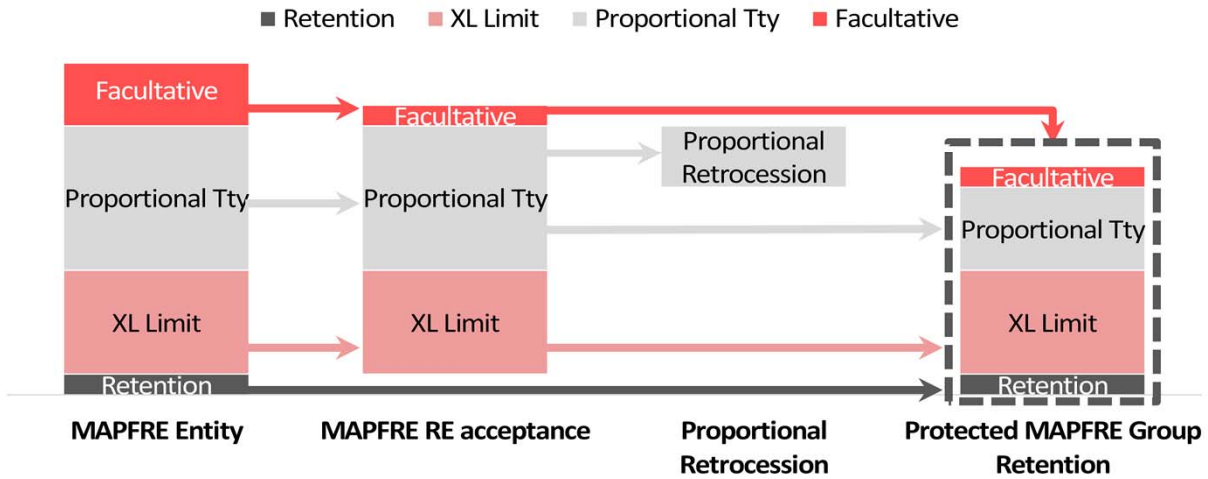 Retention XL Limit Proportional Tty Facultative
Facultative
Proportional Tty
XL Limit
Retention
Facultative
Proportional Tty
XL Limit
Proportional
Retrocession
Facultative
Proportional Tty
XL Limit
Retention
MAPFRE Entity
MAPFRE RE acceptance
Proportional
Retrocession
Protected MAPFRE Group
Retention